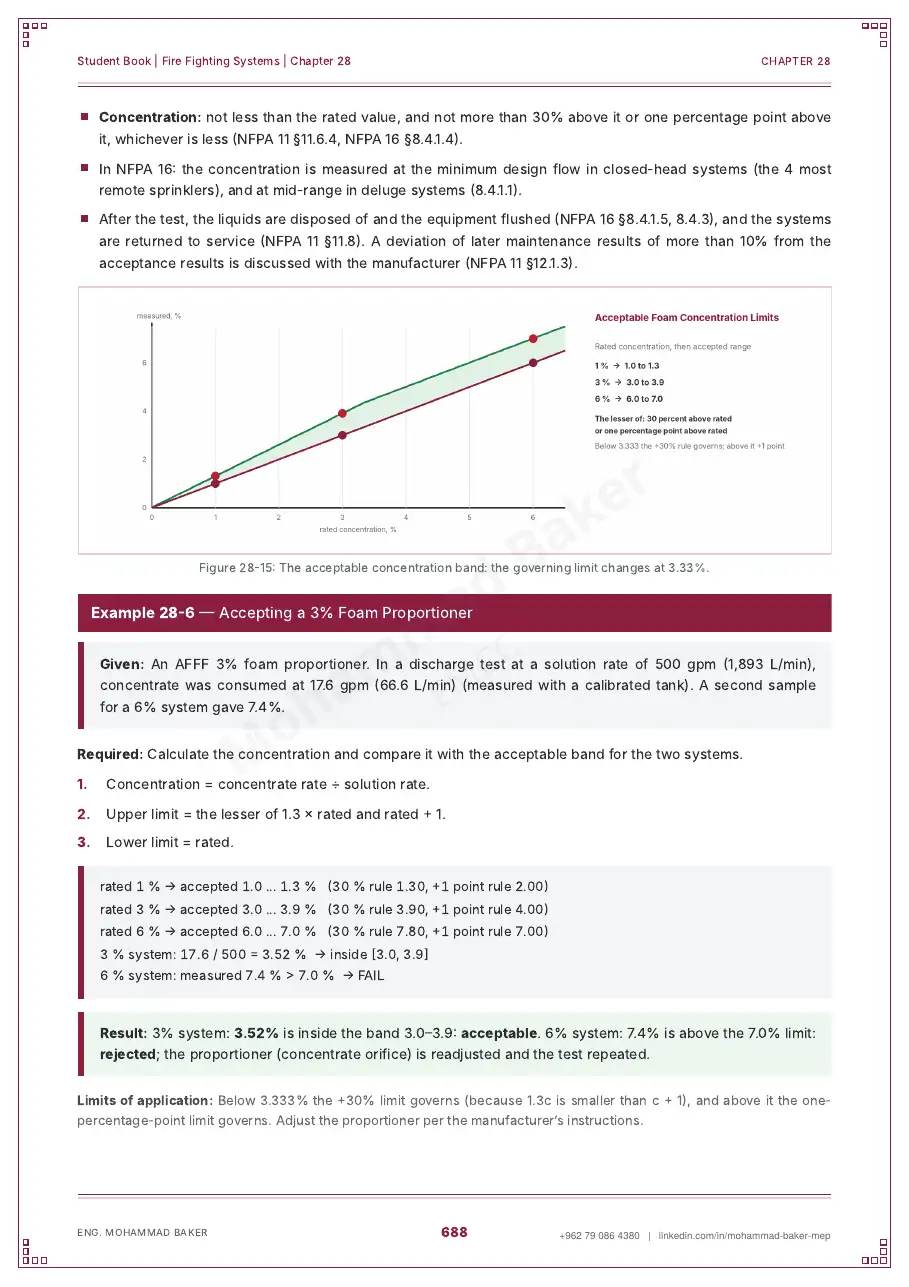 Student Book | Fire Fighting Systems | Chapter 28
CHAPTER 28
Concentration: not less than the rated value, and not more than 30% above it or one percentage point above
it, whichever is less (NFPA 11 §11.6.4, NFPA 16 §8.4.1.4).
In NFPA 16: the concentration is measured at the minimum design flow in closed-head systems (the 4 most
remote sprinklers), and at mid-range in deluge systems (8.4.1.1).
After the test, the liquids are disposed of and the equipment flushed (NFPA 16 §8.4.1.5, 8.4.3), and the systems
are returned to service (NFPA 11 §11.8). A deviation of later maintenance results of more than 10% from the
acceptance results is discussed with the manufacturer (NFPA 11 §12.1.3).
measured, %
6
4
2
0
0 1 2 3 4 5 6
rated concentration, %
Acceptable Foam Concentration Limits
Rated concentration, then accepted range
1 % → 1.0 to 1.3
3 % → 3.0 to 3.9
6 % → 6.0 to 7.0
The lesser of: 30 percent above rated
or one percentage point above rated
Below 3.333 the +30% rule governs; above it +1 point
Figure 28-15: The acceptable concentration band: the governing limit changes at 3.33%.
Example 28-6 — Accepting a 3% Foam Proportioner
Given: An AFFF 3% foam proportioner. In a discharge test at a solution rate of 500 gpm (1,893 L/min),
concentrate was consumed at 17.6 gpm (66.6 L/min) (measured with a calibrated tank). A second sample
for a 6% system gave 7.4%.
Required: Calculate the concentration and compare it with the acceptable band for the two systems.
1. Concentration = concentrate rate ÷ solution rate.
2. Upper limit = the lesser of 1.3 × rated and rated + 1.
3. Lower limit = rated.
rated 1 % → accepted 1.0 ... 1.3 % (30 % rule 1.30, +1 point rule 2.00)
rated 3 % → accepted 3.0 ... 3.9 % (30 % rule 3.90, +1 point rule 4.00)
rated 6 % → accepted 6.0 ... 7.0 % (30 % rule 7.80, +1 point rule 7.00)
3 % system: 17.6 / 500 = 3.52 % → inside [3.0, 3.9]
6 % system: measured 7.4 % > 7.0 % → FAIL
Result: 3% system: 3.52% is inside the band 3.0–3.9: acceptable. 6% system: 7.4% is above the 7.0% limit:
rejected; the proportioner (concentrate orifice) is readjusted and the test repeated.
Limits of application: Below 3.333% the +30% limit governs (because 1.3c is smaller than c + 1), and above it the one-
percentage-point limit governs. Adjust the proportioner per the manufacturer's instructions.
Mohammad Baker
ENG. MOHAMMAD BAKER
688
+962 79 086 4380 | linkedin.com/in/mohammad-baker-mep